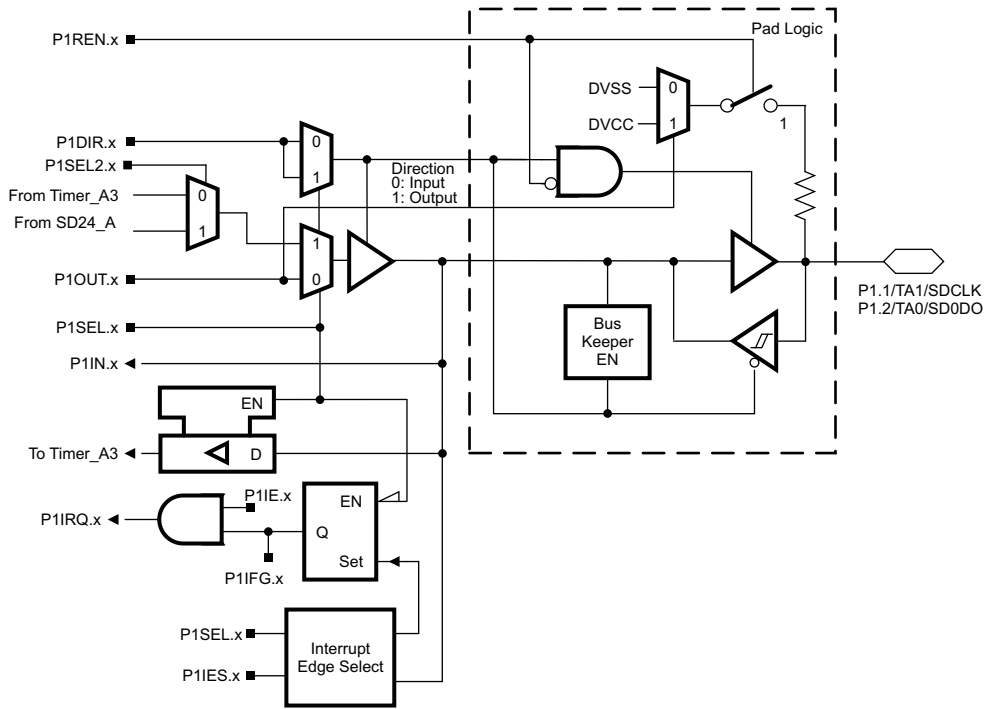 Pad Logic
P1REN.x
DVSS
0
DVCC
1
1
P1DIR.x
0
1
P1SEL2.x
Direction
0: Input
1: Output
From Timer_A3
0
From SD24_A
1
1
P1OUT.x
0
P1.1/TA1/SDCLK
P1.2/TA0/SD0DO
P1SEL.x
Bus
Keeper
EN
P1IN.x
EN
To Timer_A3
D
P1IE.x
EN
P1IRQ.x
Q
Set
P1IFG.x
P1SEL.x
Interrupt
Edge Select
P1IES.x